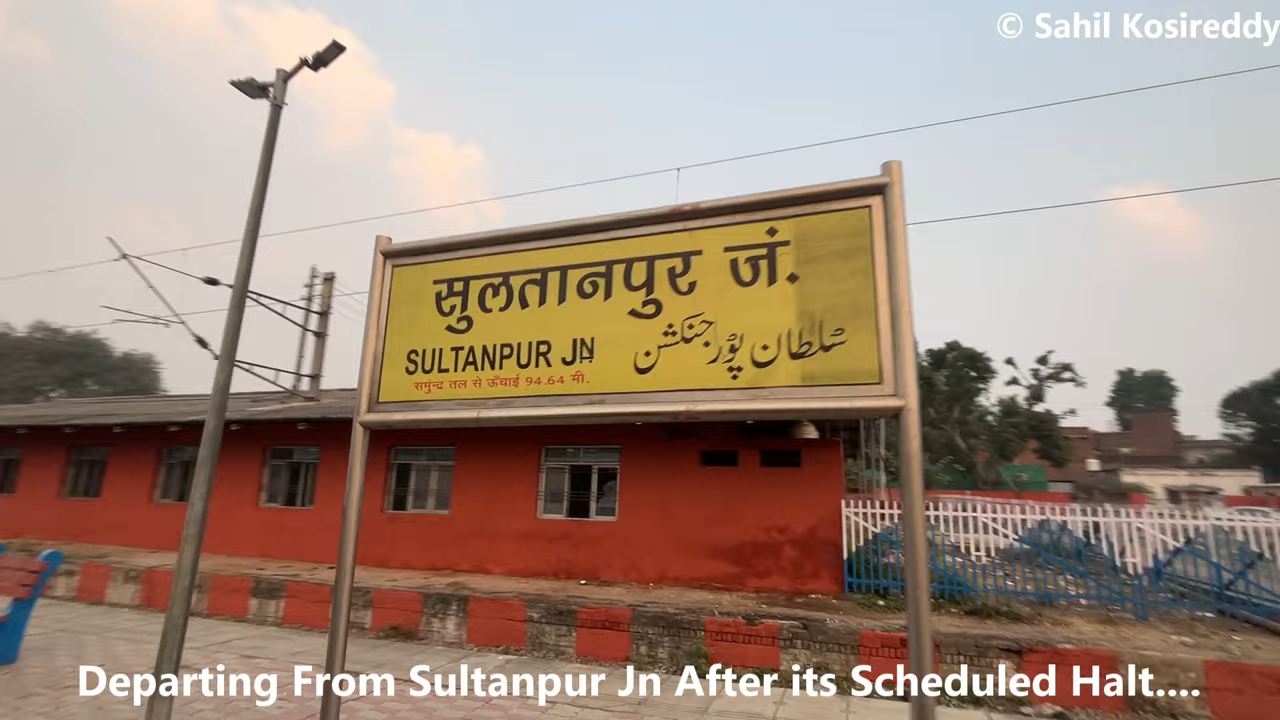 © Sahil Kosireddy
सुलतानपुर जं.
SULTANPUR JN
سلطان پور جنکشن
समुंन्द्र तल से ऊँचाई 94.64 मी.
Departing From Sultanpur Jn After its Scheduled Halt....